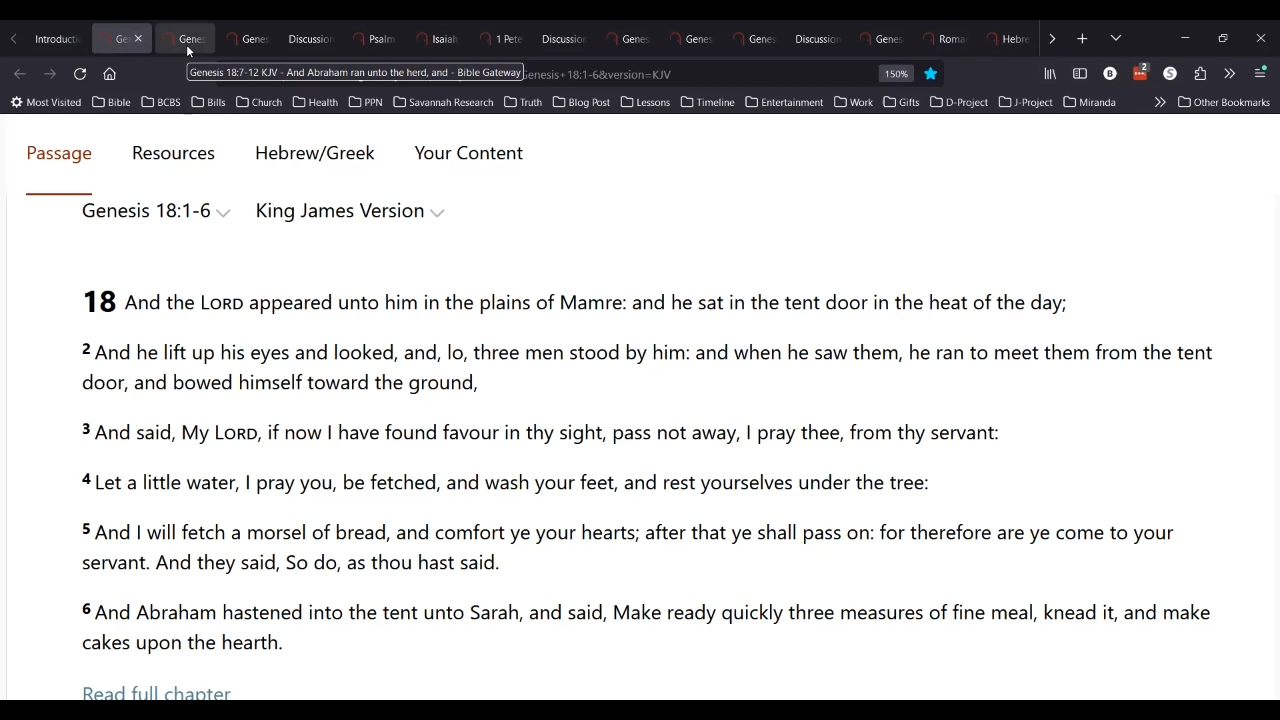 Introductio
Ge
Genes
Genes
Discussion
Psalm
Isaiah
1 Pete
Discussion
Genes
Genes
Genes
Discussion
Genes
Roma
Hebre
Genesis 18:7-12 KJV - And Abraham ran unto the herd, and - Bible Gateway
Genesis+18:1-6&version=KJV
150%
2
Most Visited
Bible
BCBS
Bills
Church
Health
PPN
Savannah Research
Truth
Blog Post
Lessons
Timeline
Entertainment
Work
Gifts
D-Project
J-Project
Miranda
Other Bookmarks
Passage
Resources
Hebrew/Greek
Your Content
Genesis 18:1-6
King James Version
18 And the LORD appeared unto him in the plains of Mamre: and he sat in the tent door in the heat of the day;
2 And he lift up his eyes and looked, and, lo, three men stood by him: and when he saw them, he ran to meet them from the tent
door, and bowed himself toward the ground,
3 And said, My LORD, if now I have found favour in thy sight, pass not away, I pray thee, from thy servant:
4 Let a little water, I pray you, be fetched, and wash your feet, and rest yourselves under the tree:
5 And I will fetch a morsel of bread, and comfort ye your hearts; after that ye shall pass on: for therefore are ye come to your
servant. And they said, So do, as thou hast said.
6 And Abraham hastened into the tent unto Sarah, and said, Make ready quickly three measures of fine meal, knead it, and make
cakes upon the hearth.
Read full chapter